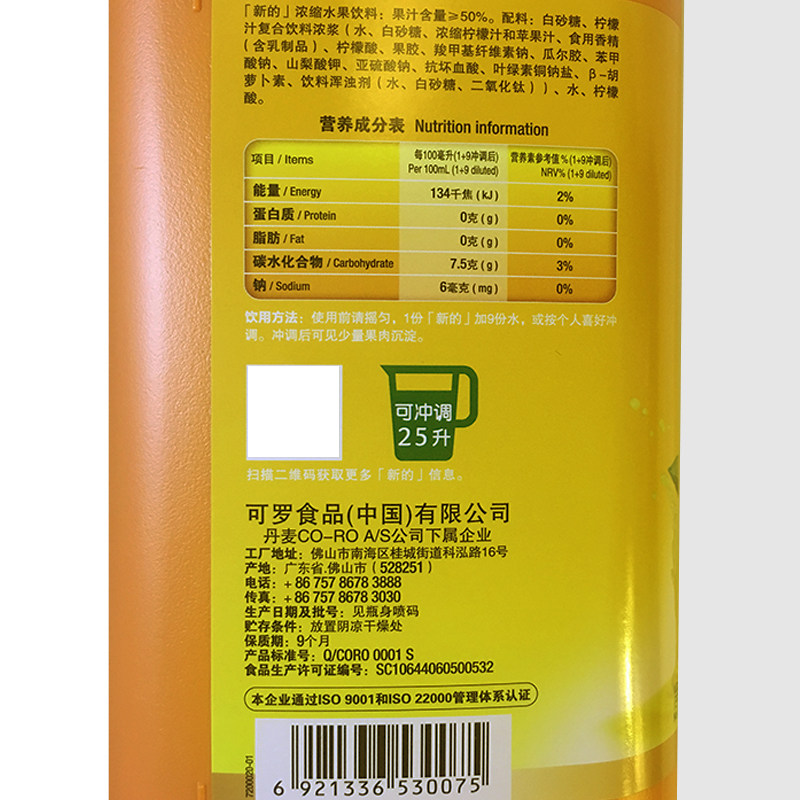 「新的」浓缩水果饮料：果汁含量≥50%。配料：白砂糖、柠檬
汁复合饮料浓浆（水、白砂糖、浓缩柠檬汁和苹果汁、食用香精
（含乳制品）、柠檬酸、果胶、羧甲基纤维素钠、瓜尔胶、苯甲
酸钠、山梨酸钾、亚硫酸钠、抗坏血酸、叶绿素铜钠盐、β-胡
萝卜素、饮料浑浊剂（水、白砂糖、二氧化钛））、水、柠檬
酸。
营养成分表 Nutrition information
项目 / Items 每100毫升(1+9冲调后) 营养素参考值%(1+9冲调后)
Per 100mL (1+9 diluted) NRV% (1+9 diluted)
能量 / Energy 134千焦 (kJ) 2%
蛋白质 / Protein 0克 (g) 0%
脂肪 / Fat 0克 (g) 0%
碳水化合物 / Carbohydrate 7.5克 (g) 3%
钠 / Sodium 6毫克 (mg) 0%
饮用方法：使用前请摇匀，1份「新的」加9份水，或按个人喜好冲
调。冲调后可见少量果肉沉淀。
可冲调
25升
扫描二维码获取更多「新的」信息。
可罗食品(中国)有限公司
丹麦CO-RO A/S公司下属企业
工厂地址：佛山市南海区桂城街道科泓路16号
产地：广东省.佛山市（528251）
电话：+ 86 757 8678 3888
传真：+ 86 757 8678 3030
生产日期及批号：见瓶身喷码
贮存条件：放置阴凉干燥处
保质期：9个月
产品标准号：Q/CORO 0001 S
食品生产许可证编号：SC10644060500532
本企业通过ISO 9001和ISO 22000管理体系认证
7200020-01
6 921336 530075